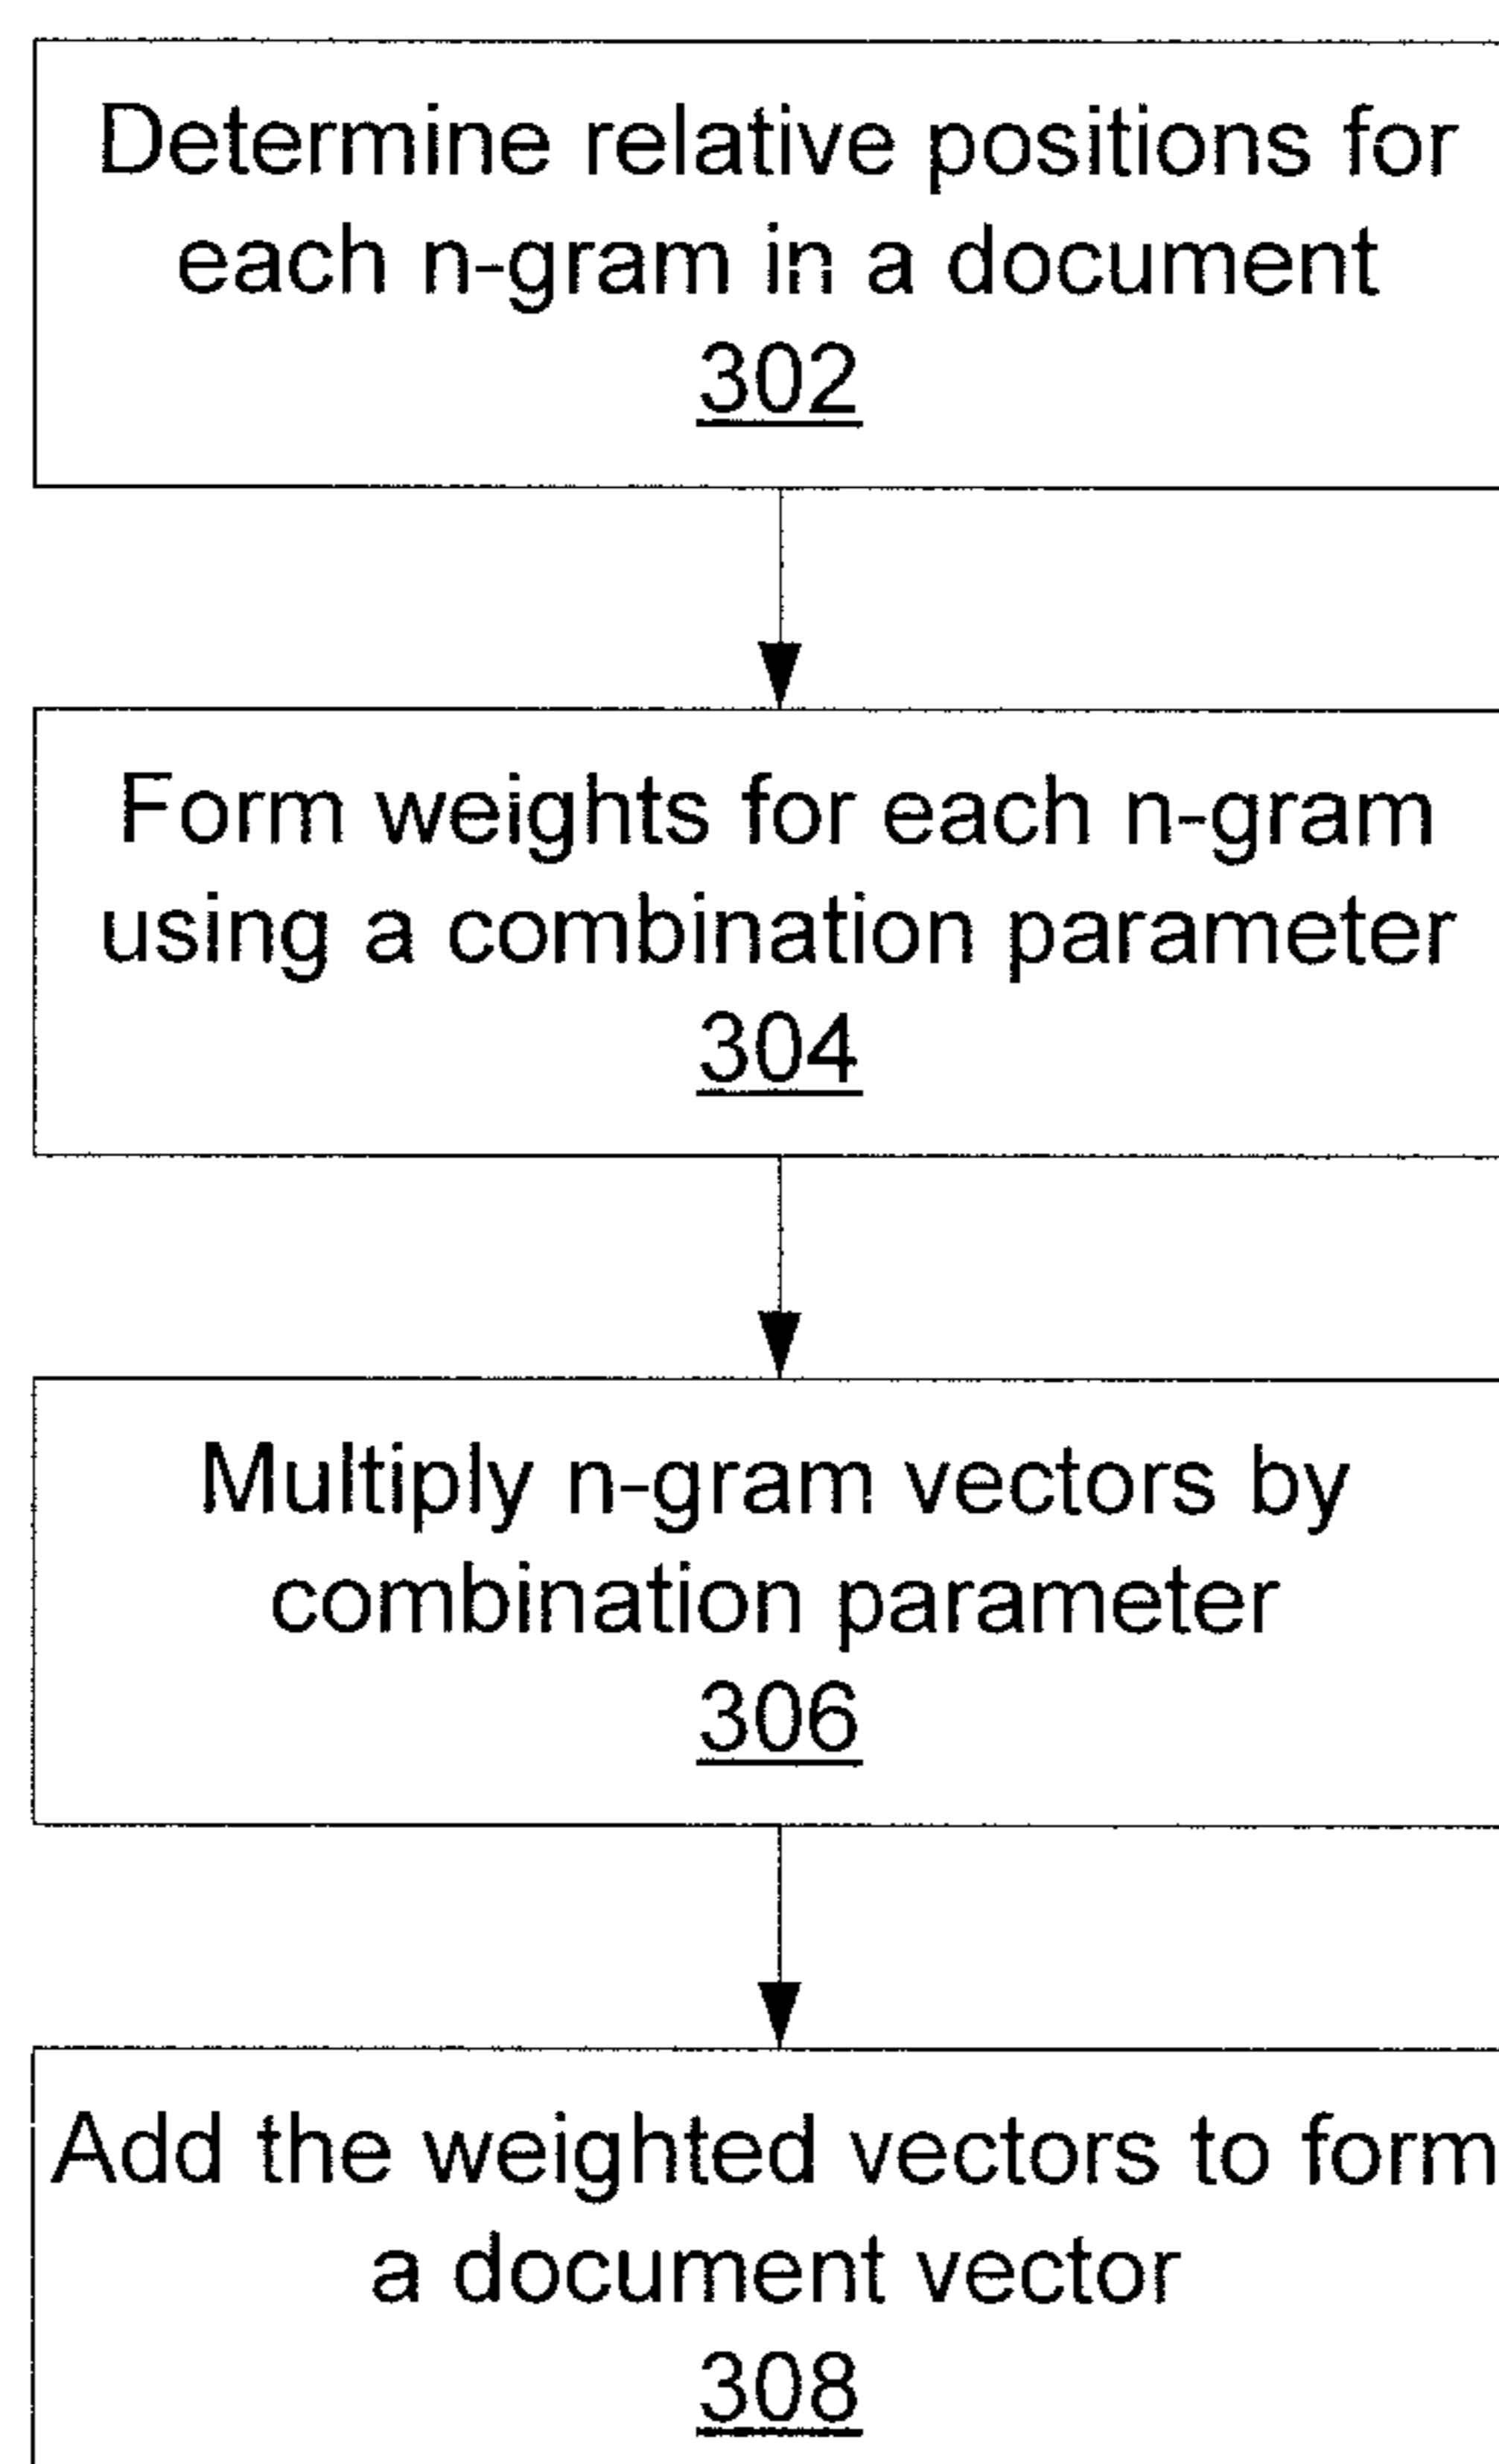 Determine relative positions for
each n-gram in a document
302
Form weights for each n-gram
using a combination parameter
304
Multiply n-gram vectors by
combination parameter
306
Add the weighted vectors to form
a document vector
308